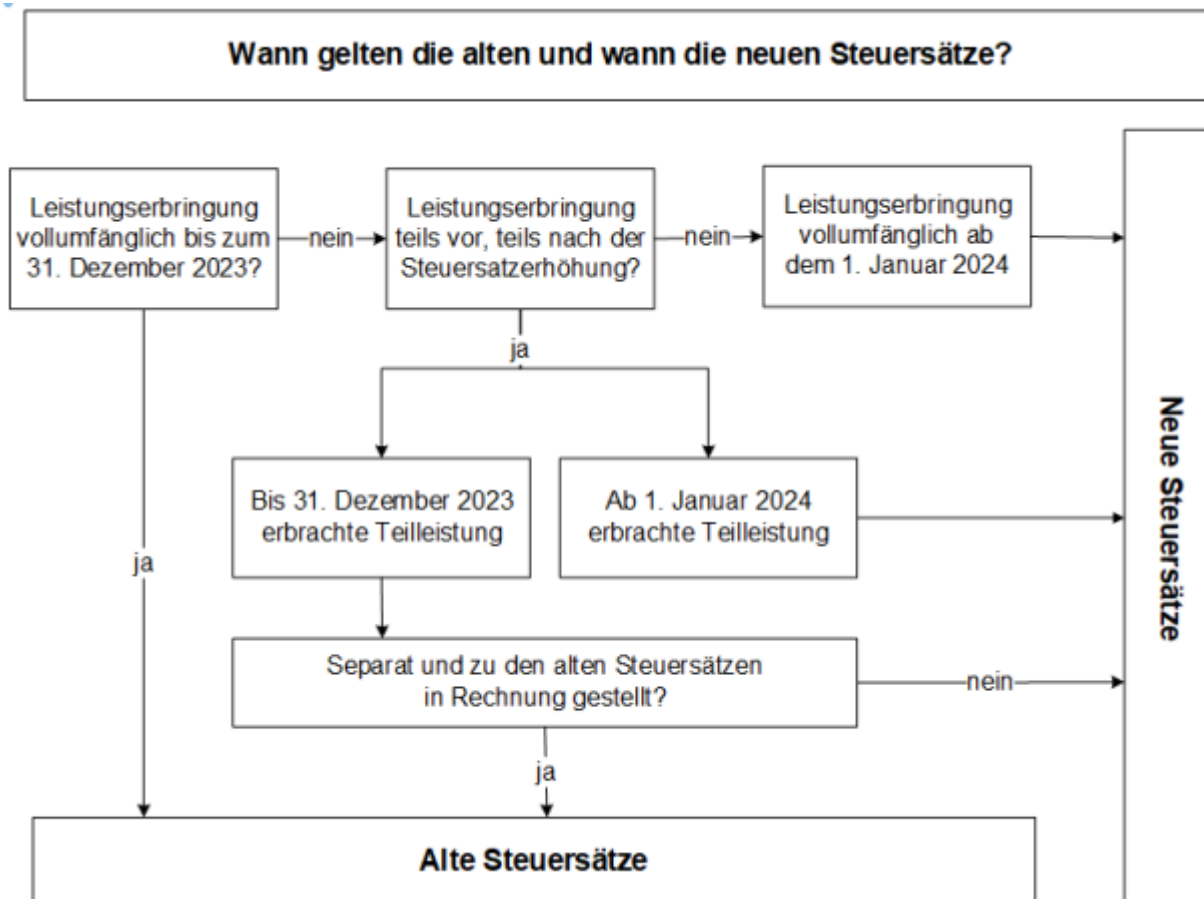 Wann gelten die alten und wann die neuen Steuersätze?
Leistungserbringung
vollumfänglich bis zum
31. Dezember 2023?
nein
Leistungserbringung
teils vor, teils nach der
Steuersatzerhöhung?
nein
Leistungserbringung
vollumfänglich ab
dem 1. Januar 2024
ja
Bis 31. Dezember 2023
erbrachte Teilleistung
Ab 1. Januar 2024
erbrachte Teilleistung
ja
Separat und zu den alten Steuersätzen
in Rechnung gestellt?
nein
ja
Alte Steuersätze
Neue Steuersätze